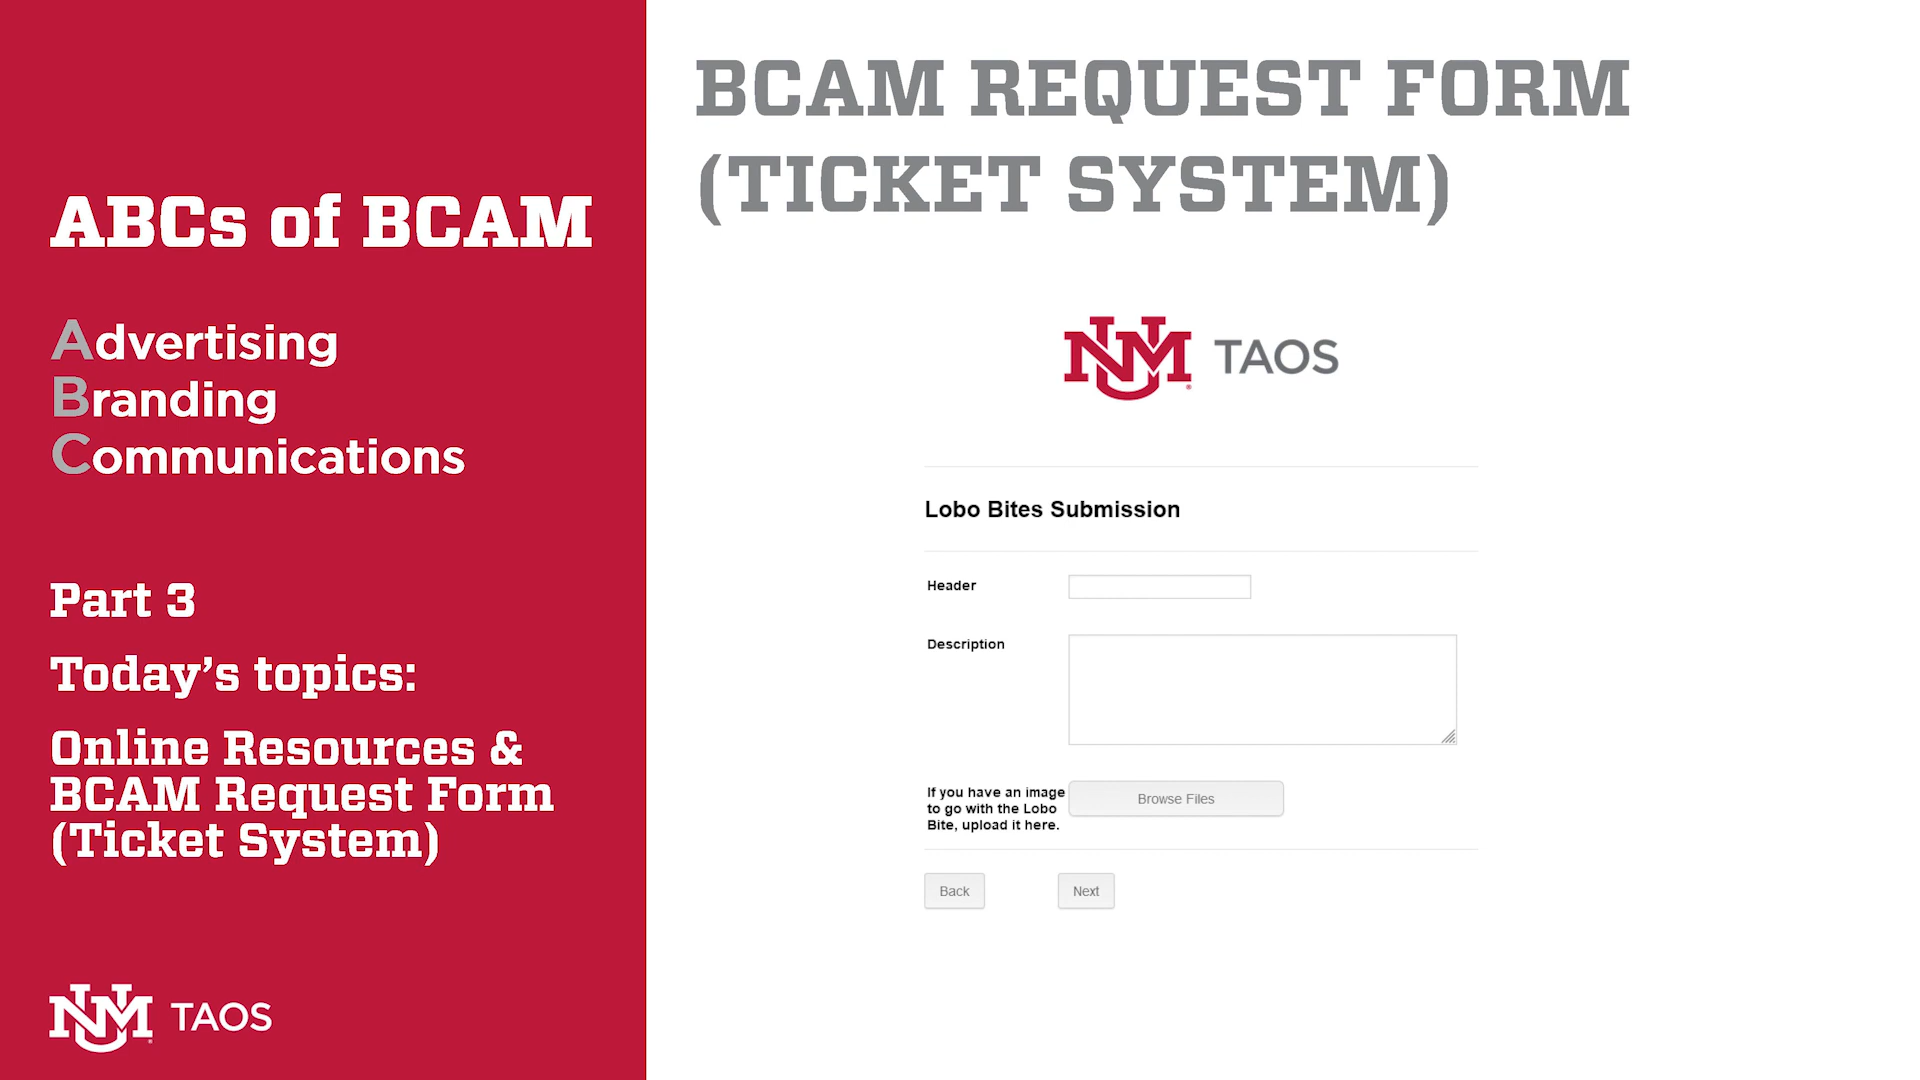 ABCs of BCAM
Advertising
Branding
Communications
Part 3
Today’s topics:
Online Resources &
BCAM Request Form
(Ticket System)
UNM TAOS
BCAM REQUEST FORM
(TICKET SYSTEM)
UNM® TAOS
Lobo Bites Submission
Header
Description
If you have an image
to go with the Lobo
Bite, upload it here.
Browse Files
Back
Next